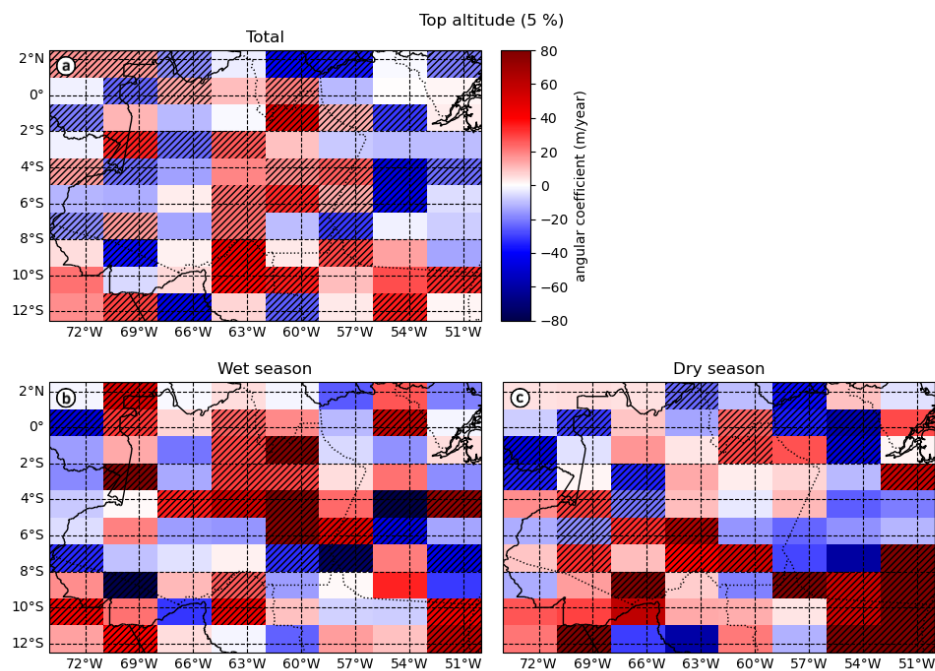 Top altitude (5 %)
Total
a
2°N
0°
2°S
4°S
6°S
8°S
10°S
12°S
72°W 69°W 66°W 63°W 60°W 57°W 54°W 51°W
80
60
40
20
0
−20
−40
−60
−80
angular coefficient (m/year)
Wet season
b
2°N
0°
2°S
4°S
6°S
8°S
10°S
12°S
72°W 69°W 66°W 63°W 60°W 57°W 54°W 51°W
Dry season
c
72°W 69°W 66°W 63°W 60°W 57°W 54°W 51°W